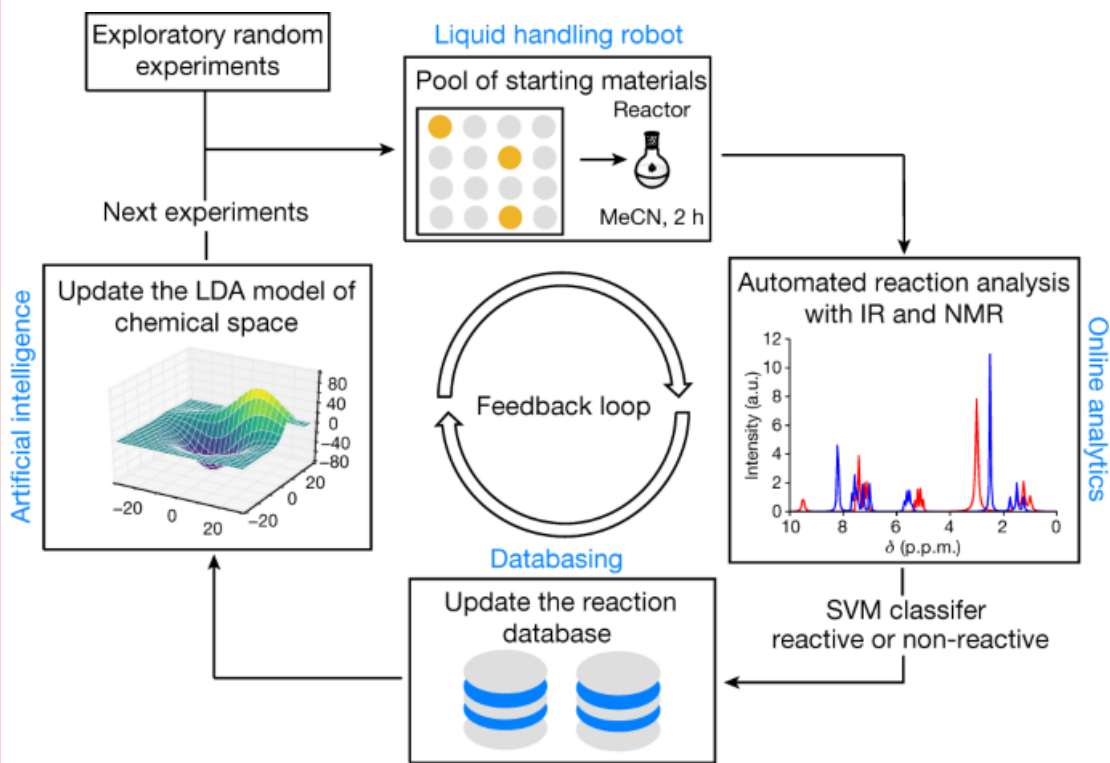 Exploratory random
experiments
Liquid handling robot
Pool of starting materials
Reactor
MeCN, 2 h
Next experiments
Artificial intelligence
Update the LDA model of
chemical space
80
40
0
−40
−80
−20
0
20
−20
0
20
Feedback loop
Automated reaction analysis
with IR and NMR
Online analytics
Intensity (a.u.)
12
10
8
6
4
2
0
10
8
6
4
2
0
δ (p.p.m.)
SVM classifer
reactive or non-reactive
Databasing
Update the reaction
database